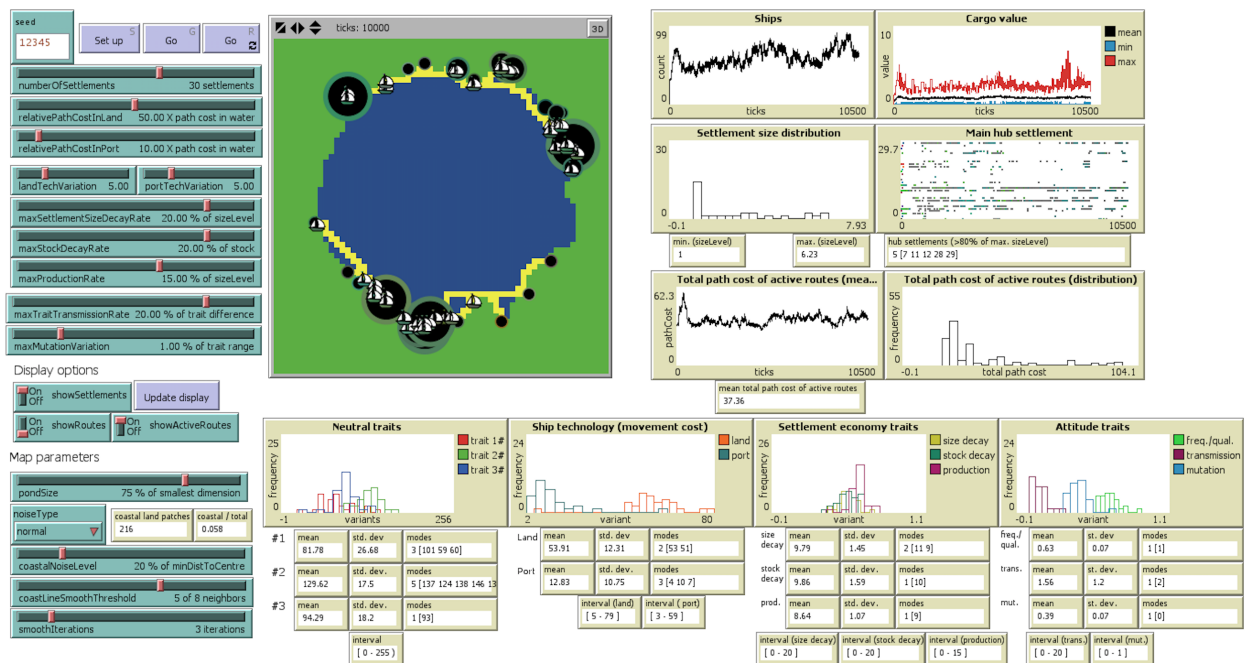 seed
12345
Set up
S
Go
G
Go
R
numberOfSettlements 30 settlements
relativePathCostInLand 50.00 X path cost in water
relativePathCostInPort 10.00 X path cost in water
landTechVariation 5.00
portTechVariation 5.00
maxSettlementSizeDecayRate 20.00 % of sizeLevel
maxStockDecayRate 20.00 % of stock
maxProductionRate 15.00 % of sizeLevel
maxTraitTransmissionRate 20.00 % of trait difference
maxMutationVariation 1.00 % of trait range
Display options
On
Off
showSettlements
Update display
On
Off
showRoutes
On
Off
showActiveRoutes
Map parameters
pondSize 75 % of smallest dimension
noiseType
normal
coastal land patches
216
coastal / total
0.058
coastalNoiseLevel 20 % of minDistToCentre
coastLineSmoothThreshold 5 of 8 neighbors
smoothIterations 3 iterations
ticks: 10000
3D
Ships
99
count
0
0 ticks 10500
Cargo value
10
value
0
0 ticks 10500
mean
min
max
Settlement size distribution
30
0
-0.1 7.93
min. (sizeLevel)
1
max. (sizeLevel)
6.23
Main hub settlement
29.7
0
0 10500
hub settlements (>80% of max. sizeLevel)
5 [7 11 12 28 29]
Total path cost of active routes (mea...
62.3
pathCost
0
0 ticks 10500
Total path cost of active routes (distribution)
55
frequency
0
-0.1 total path cost 104.1
mean total path cost of active routes
37.36
Neutral traits
25
frequency
0
-1 variants 256
trait 1#
trait 2#
trait 3#
#1
mean
81.78
std. dev
26.68
modes
3 [101 59 60]
#2
mean
129.62
std. dev.
17.5
modes
5 [137 124 138 146 13
#3
mean
94.29
std. dev.
18.2
modes
1 [93]
interval
[ 0 - 255 )
Ship technology (movement cost)
24
frequency
0
2 variant 80
land
port
Land
mean
53.91
std. dev
12.31
modes
2 [53 51]
Port
mean
12.83
std. dev.
10.75
modes
3 [4 10 7]
interval (land)
[ 5 - 79 ]
interval ( port)
[ 3 - 59 ]
Settlement economy traits
24
frequency
0
-0.1 variant 1.1
size decay
stock decay
production
size
decay
mean
9.79
std. dev
1.45
modes
2 [11 9]
stock
decay
mean
9.86
std. dev.
1.59
modes
1 [10]
prod.
mean
8.64
std. dev.
1.07
modes
1 [9]
interval (size decay)
[ 0 - 20 ]
interval (stock decay)
[ 0 - 20 ]
interval (production)
[ 0 - 15 ]
Attitude traits
24
frequency
0
-0.1 variant 1.1
freq./qual.
transmission
mutation
freq./
qual.
mean
0.63
std. dev
0.07
modes
1 [1]
trans.
mean
1.56
std. dev.
1.2
modes
1 [2]
mut.
mean
0.39
std. dev.
0.07
modes
1 [0]
interval (trans.)
[ 0 - 20 ]
interval (mut.)
[ 0 - 1 ]